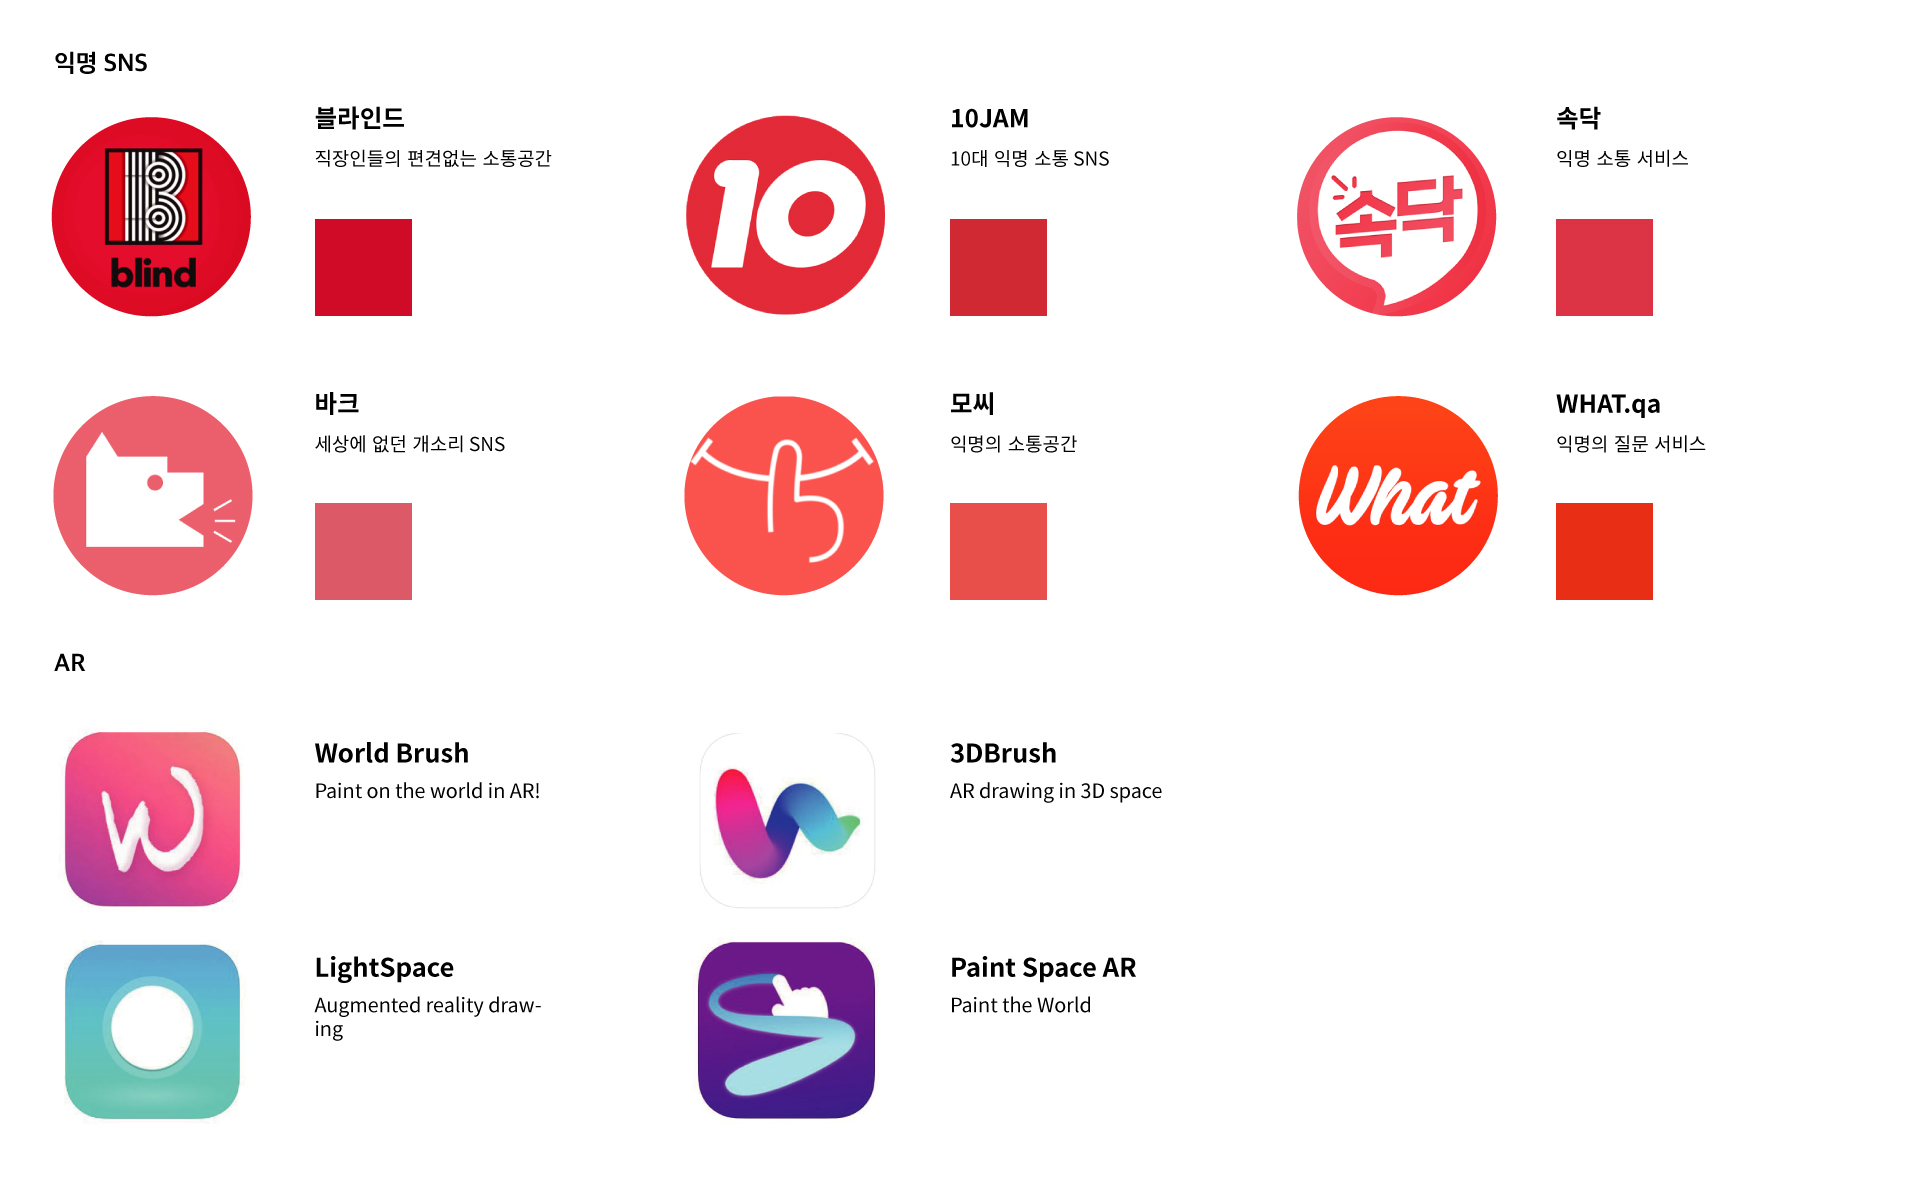 익명 SNS
blind
블라인드
직장인들의 편견없는 소통공간
10
10JAM
10대 익명 소통 SNS
속닥
속닥
익명 소통 서비스
바크
세상에 없던 개소리 SNS
모씨
익명의 소통공간
What
WHAT.qa
익명의 질문 서비스
AR
W
World Brush
Paint on the world in AR!
3DBrush
AR drawing in 3D space
LightSpace
Augmented reality draw-
ing
Paint Space AR
Paint the World